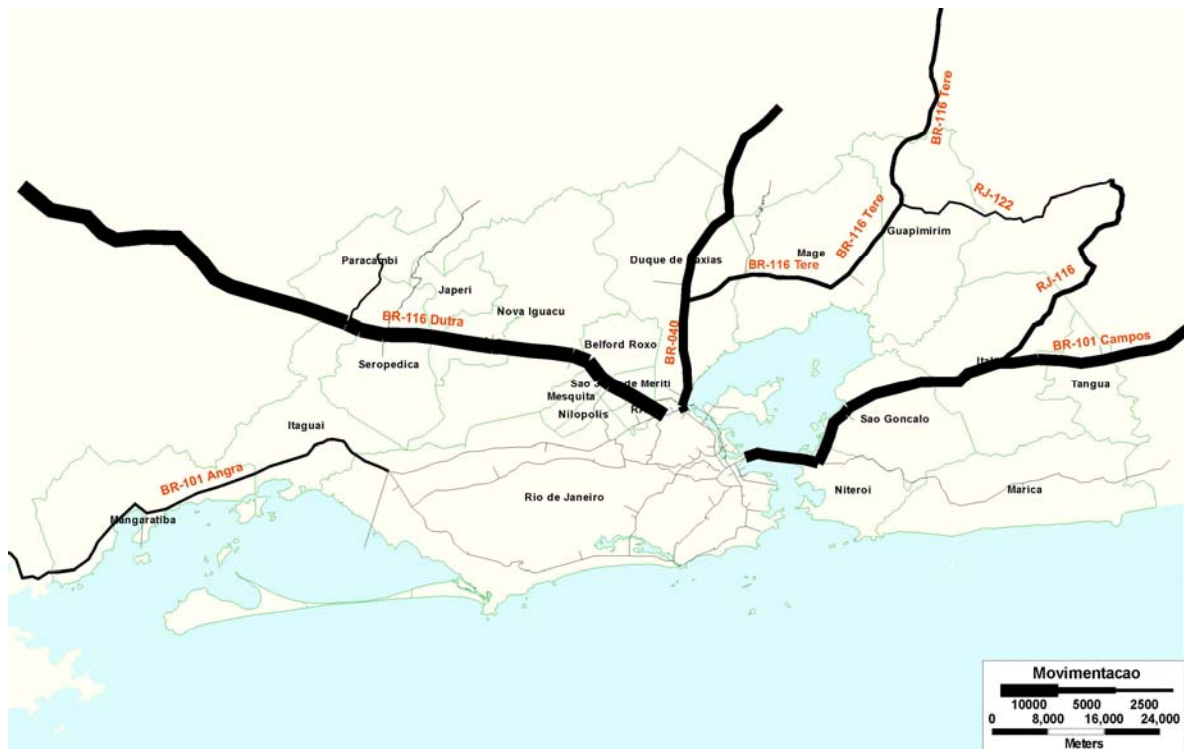 BR-116 Tere
RJ-122
BR-116 Tere
Guapimirim
Mage
Paracambi
Duque de Caxias
BR-116 Tere
RJ-116
Japeri
Nova Iguacu
BR-116 Dutra
BR-040
BR-101 Campos
Belford Roxo
Seropedica
Tangua
Mesquita
Nilopolis
Sao Goncalo
Itaguai
BR-101 Angra
Rio de Janeiro
Niteroi
Marica
Mangaratiba
Movimentacao
10000 5000 2500
0 8,000 16,000 24,000
Meters